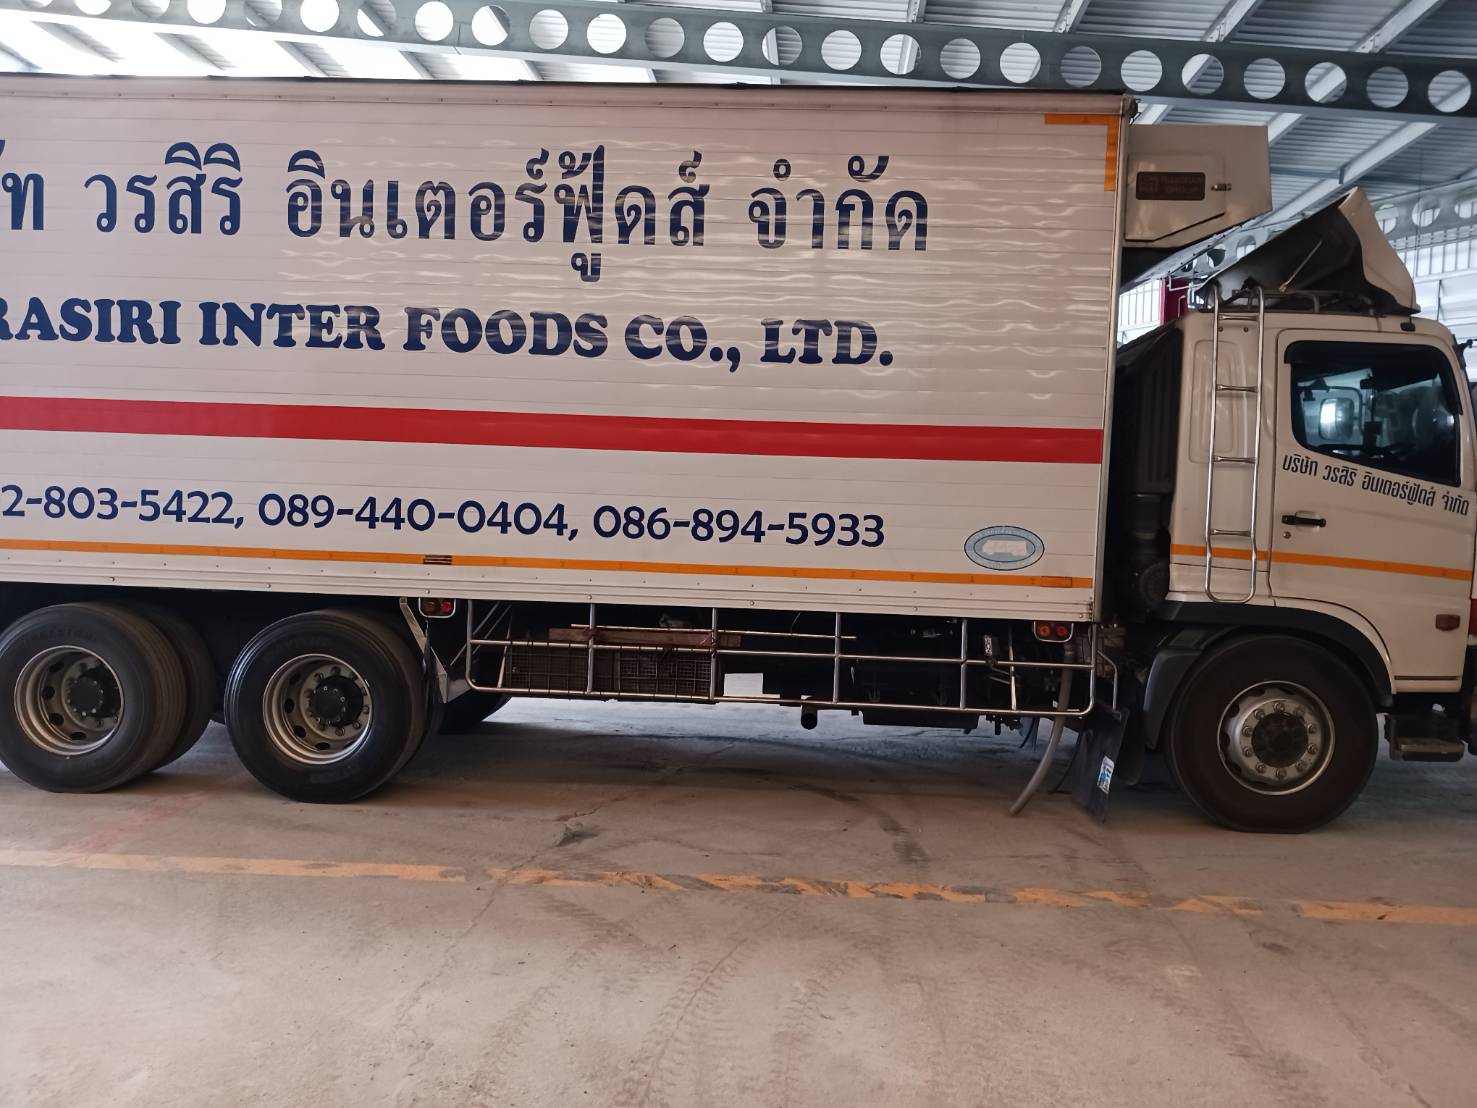 วรสิริ อินเตอร์ฟู้ดส์ จำกัด
RASIRI INTER FOODS CO., LTD.
2-803-5422, 089-440-0404, 086-894-5933
บริษัท วรสิริ อินเตอร์ฟู้ดส์ จำกัด